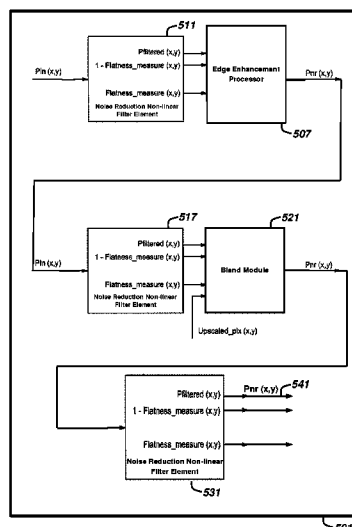 511
Pfiltered (x,y)
1 - Flatness_measure (x,y)
Pin (x,y)
Flatness_measure (x,y)
Noise Reduction Non-linear
Filter Element
Edge Enhancement
Processor
Pnr (x,y)
507
517
Pfiltered (x,y)
1 - Flatness_measure (x,y)
Pin (x,y)
Flatness_measure (x,y)
Noise Reduction Non-linear
Filter Element
521
Blend Module
Pnr (x,y)
Upscaled_pix (x,y)
Pfiltered (x,y)
Pnr (x,y)
541
1 - Flatness_measure (x,y)
Flatness_measure (x,y)
Noise Reduction Non-linear
Filter Element
531